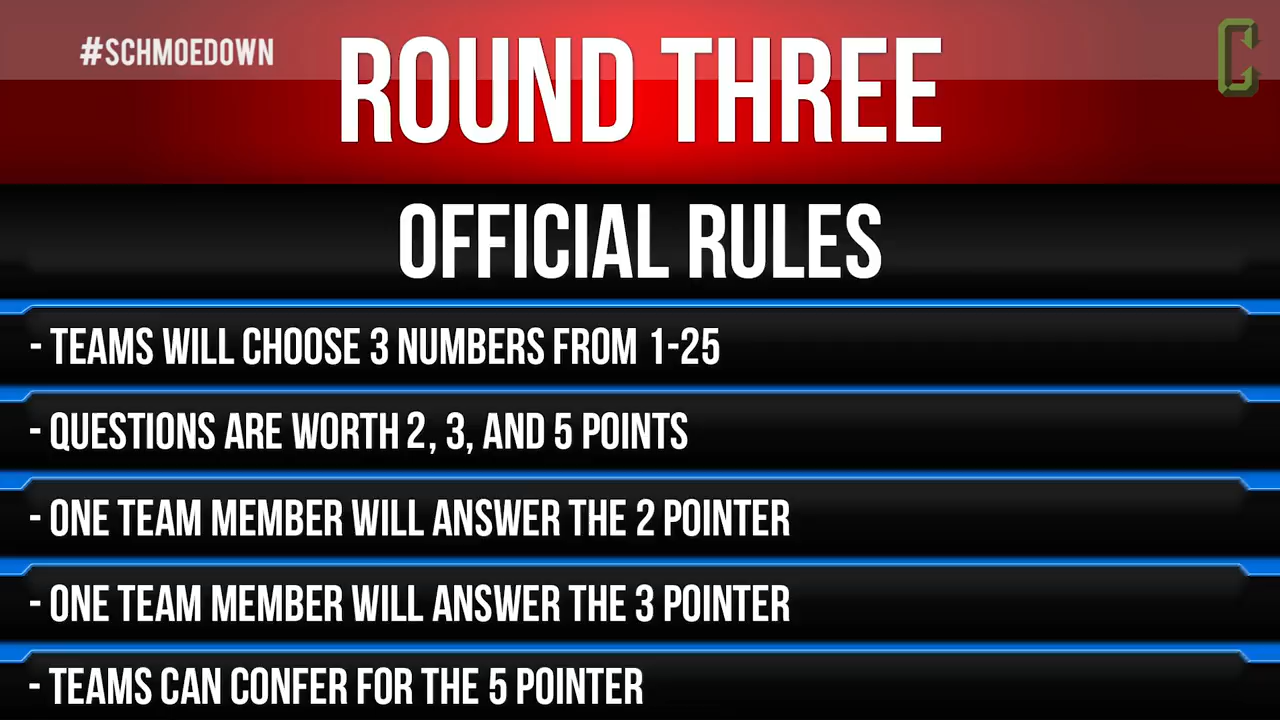 #SCHMOEDOWN
ROUND THREE
OFFICIAL RULES
- TEAMS WILL CHOOSE 3 NUMBERS FROM 1-25
- QUESTIONS ARE WORTH 2, 3, AND 5 POINTS
- ONE TEAM MEMBER WILL ANSWER THE 2 POINTER
- ONE TEAM MEMBER WILL ANSWER THE 3 POINTER
- TEAMS CAN CONFER FOR THE 5 POINTER